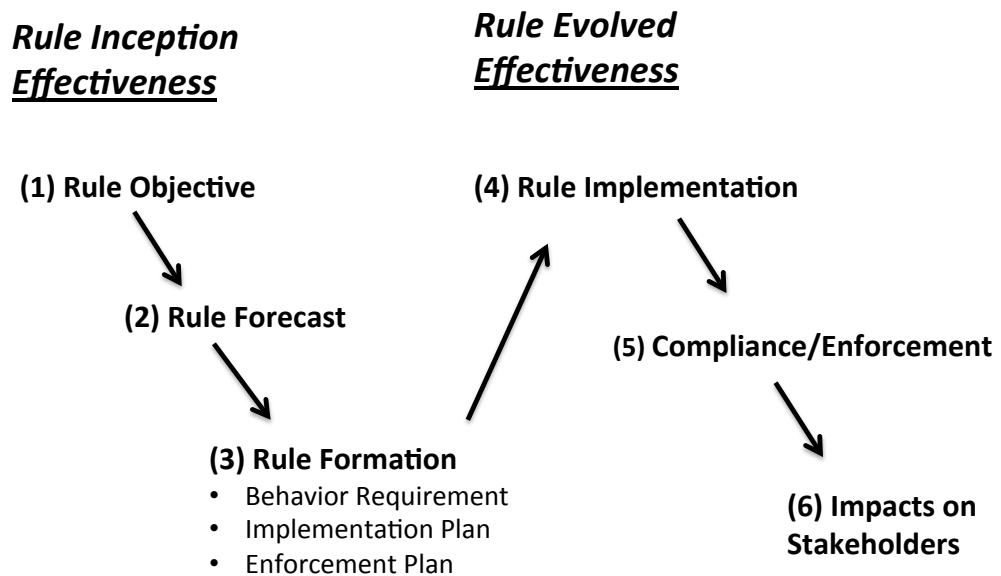 Rule Inception
Effectiveness
(1) Rule Objective
(2) Rule Forecast
(3) Rule Formation
• Behavior Requirement
• Implementation Plan
• Enforcement Plan
Rule Evolved
Effectiveness
(4) Rule Implementation
(5) Compliance/Enforcement
(6) Impacts on
Stakeholders